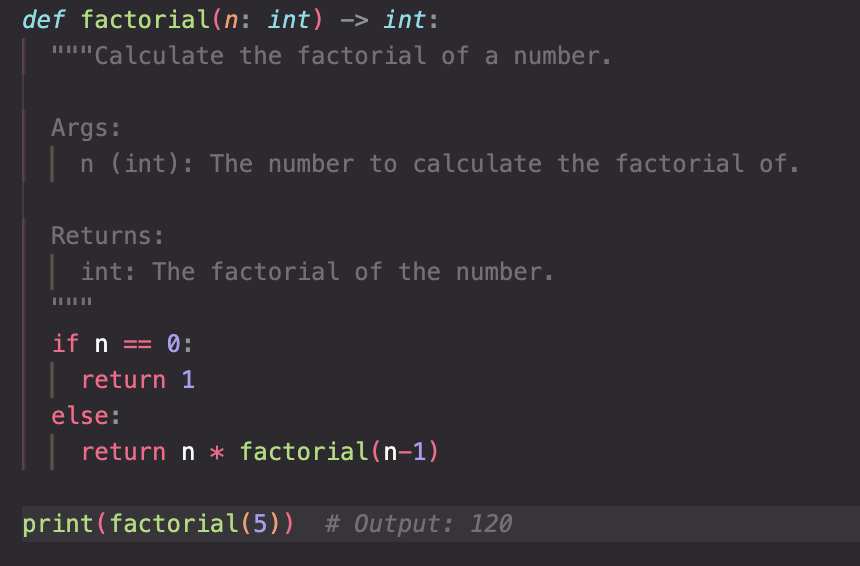 def factorial(n: int) -> int:
  """Calculate the factorial of a number.

  Args:
    n (int): The number to calculate the factorial of.

  Returns:
    int: The factorial of the number.
  """
  if n == 0:
    return 1
  else:
    return n * factorial(n-1)

print(factorial(5))  # Output: 120